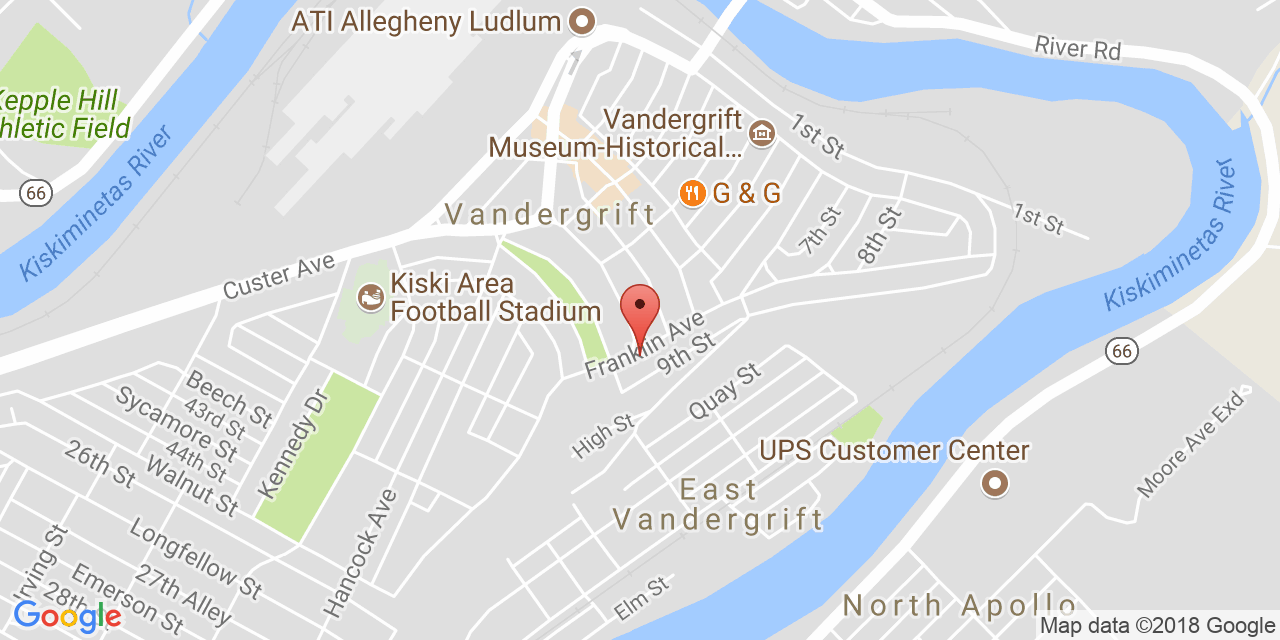 ATI Allegheny Ludlum
River Rd
Kepple Hill
hletic Field
Vandergrift
Museum-Historical...
1st St
66
Kiskiminetas River
G & G
Vandergrift
7th St
8th St
1st St
Kiskiminetas River
Custer Ave
Kiski Area
Football Stadium
Franklin Ave
9th St
66
Quay St
Beech St
43rd St
Sycamore St
44th St
Kennedy Dr
High St
Moore Ave Exd
26th St
Walnut St
UPS Customer Center
East
Vandergrift
Hancock Ave
Longfellow St
Irving St
27th Alley
Emerson St
28th
Elm St
North Apollo
Google
Map data ©2018 Google